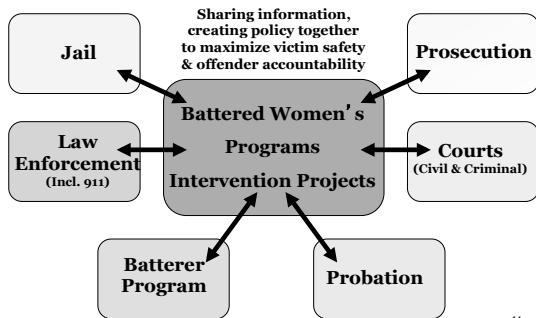 Sharing information,
creating policy together
to maximize victim safety
& offender accountability
Jail
Prosecution
Battered Women's
Programs
Intervention Projects
Law
Enforcement
(Incl. 911)
Courts
(Civil & Criminal)
Batterer
Program
Probation